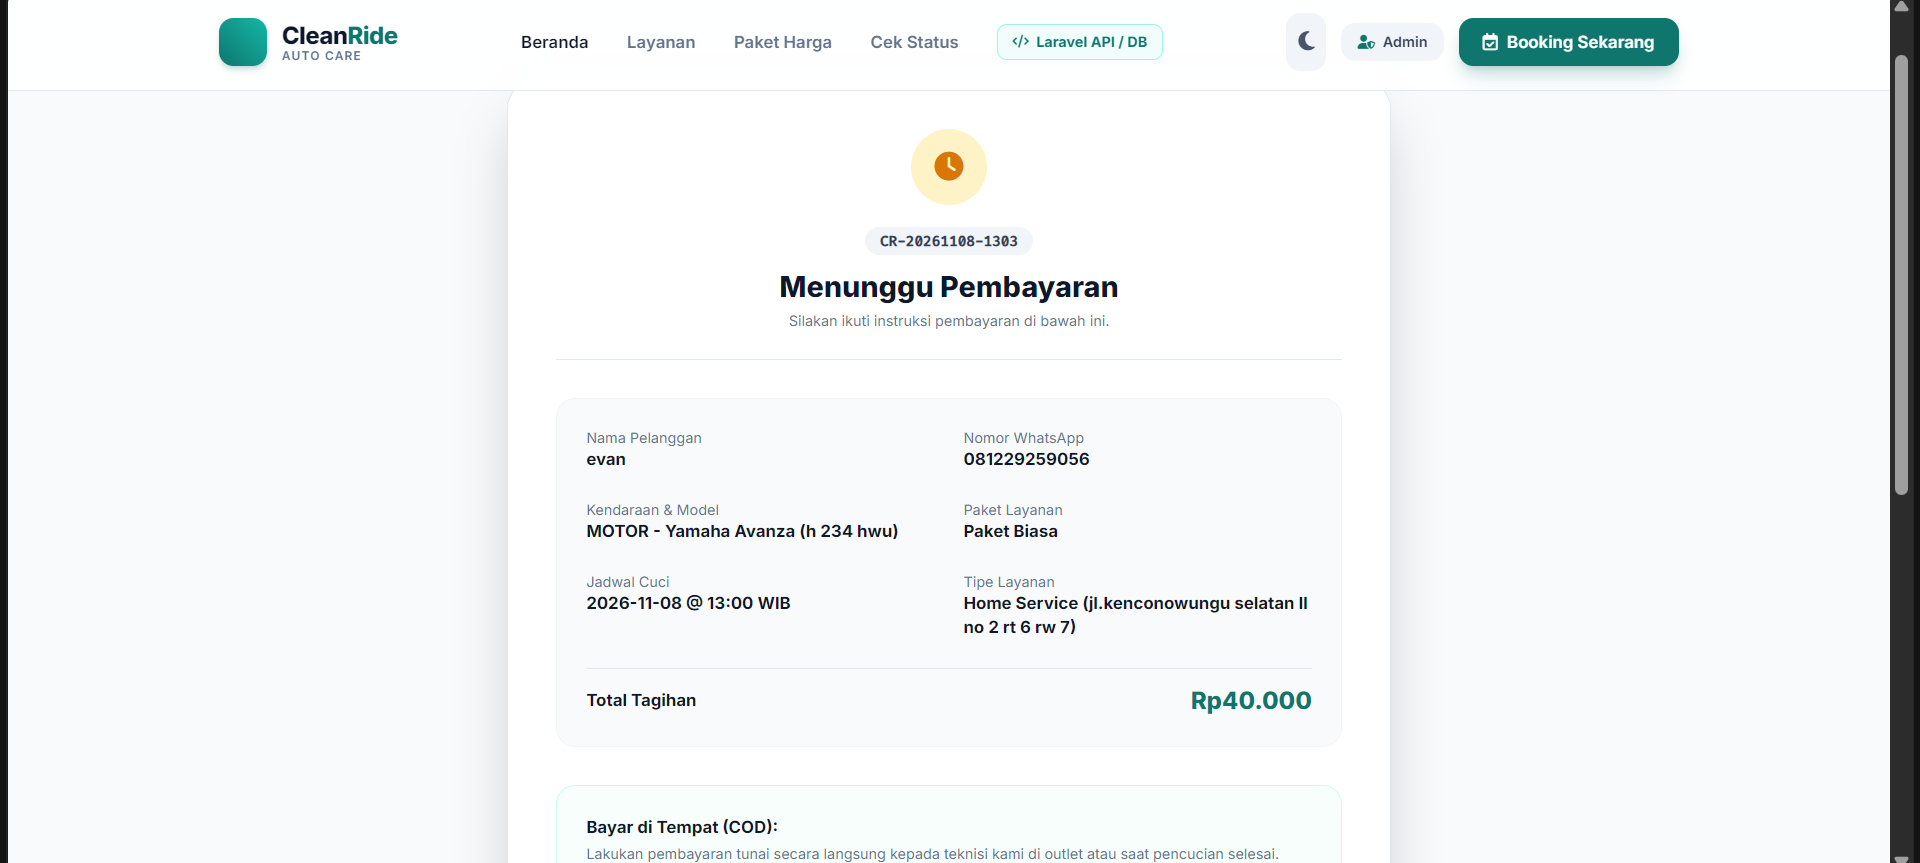 CleanRide
AUTO CARE
Beranda
Layanan
Paket Harga
Cek Status
</> Laravel API / DB
Admin
Booking Sekarang
CR-20261108-1303
Menunggu Pembayaran
Silakan ikuti instruksi pembayaran di bawah ini.
Nama Pelanggan
evan
Nomor WhatsApp
081229259056
Kendaraan & Model
MOTOR - Yamaha Avanza (h 234 hwu)
Paket Layanan
Paket Biasa
Jadwal Cuci
2026-11-08 @ 13:00 WIB
Tipe Layanan
Home Service (jl.kenconowungu selatan II
no 2 rt 6 rw 7)
Total Tagihan
Rp40.000
Bayar di Tempat (COD):
Lakukan pembayaran tunai secara langsung kepada teknisi kami di outlet atau saat pencucian selesai.